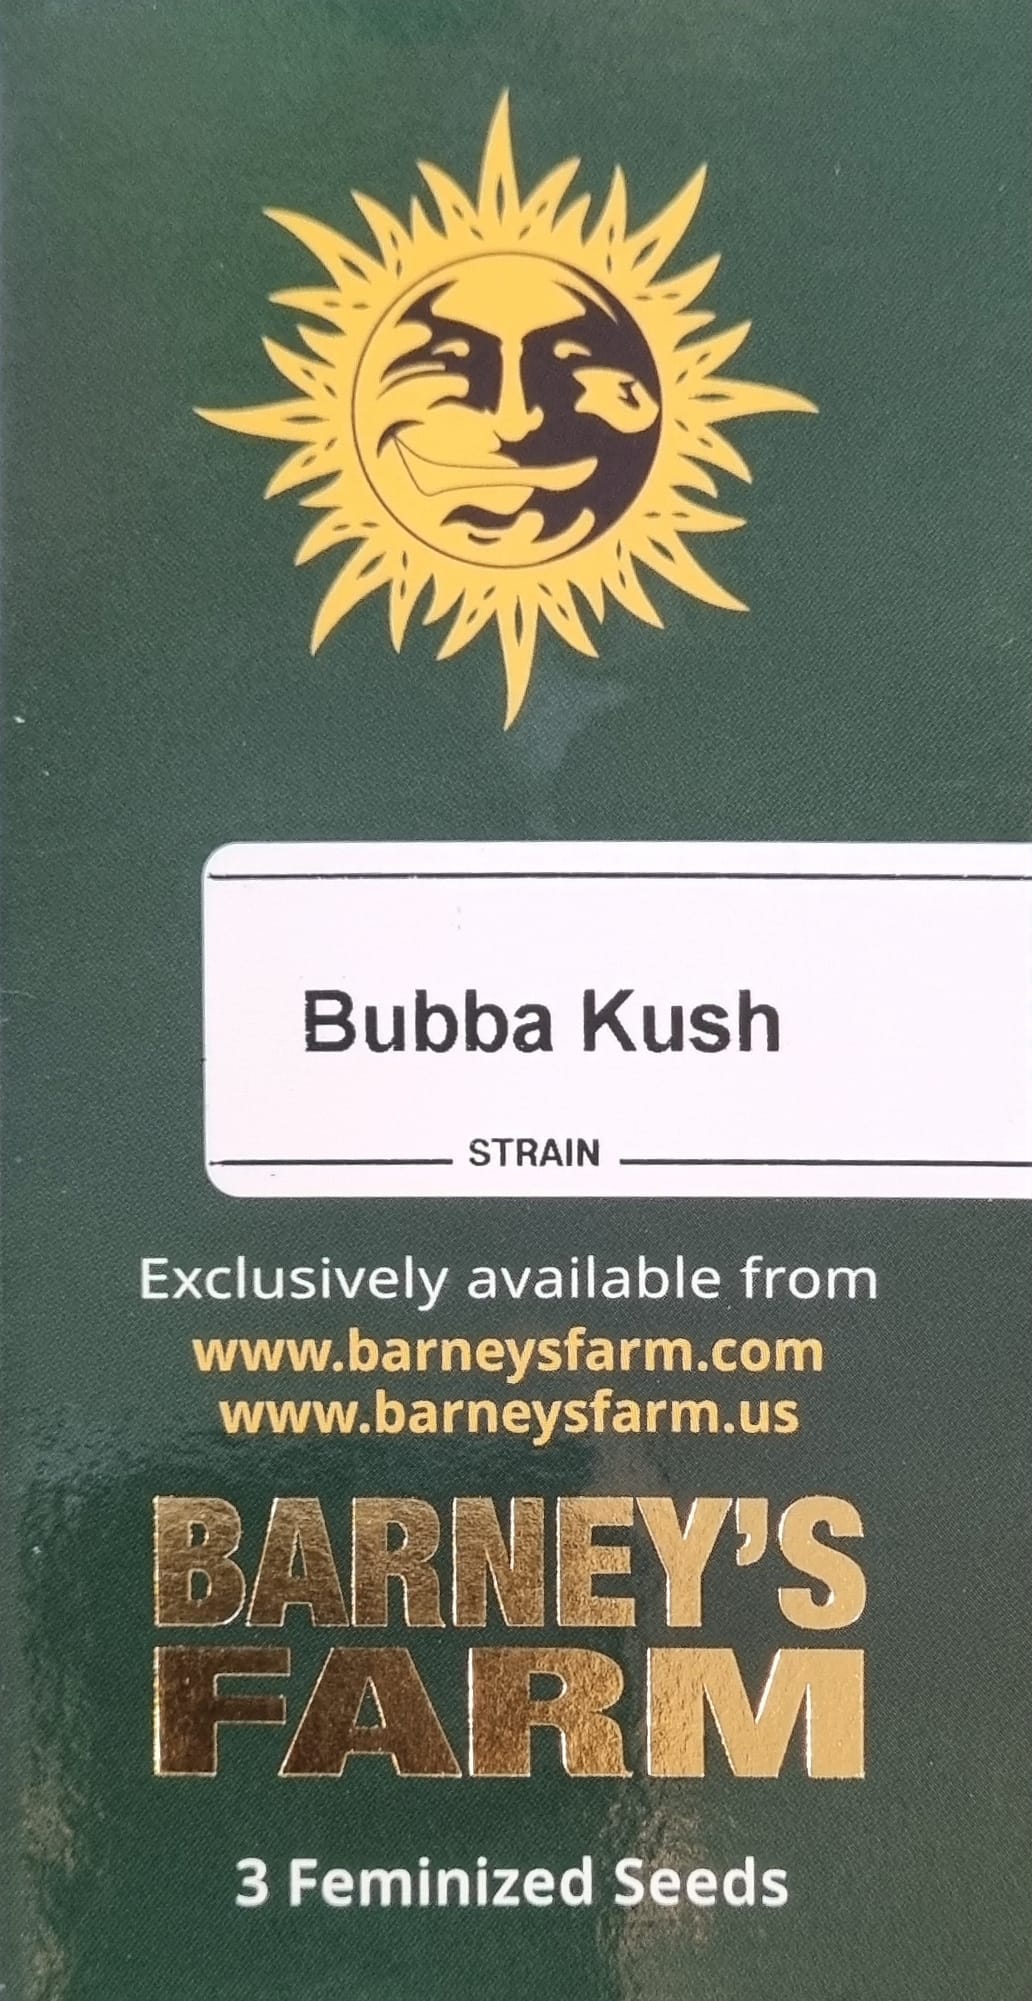 Bubba Kush
STRAIN
Exclusively available from
www.barneysfarm.com
www.barneysfarm.us
BARNEY'S
FARM
3 Feminized Seeds